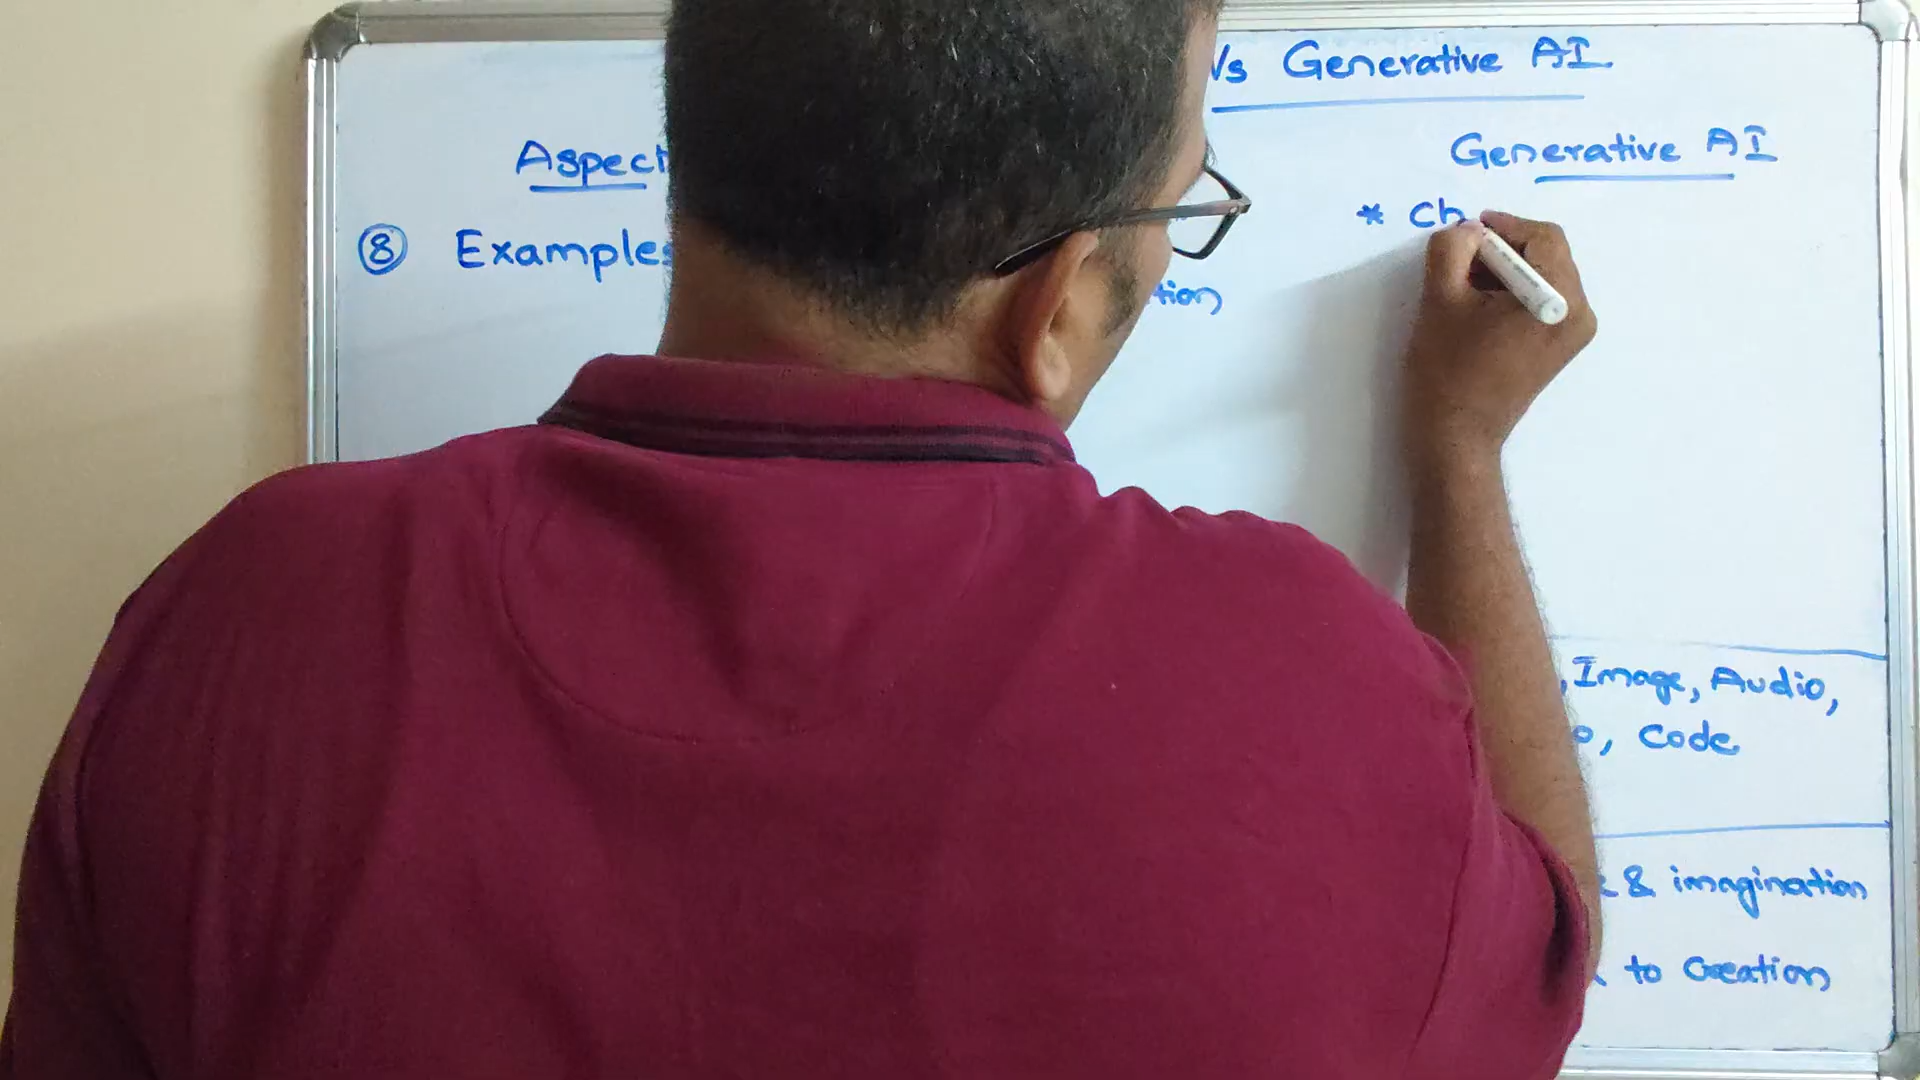 Vs Generative AI
Aspect Generative AI
⑧ Examples * Ch
tion
, Image, Audio,
o, Code
& imagination
to Creation